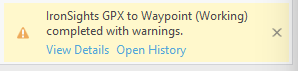 IronSights GPX to Waypoint (Working)
completed with warnings.
View Details Open History